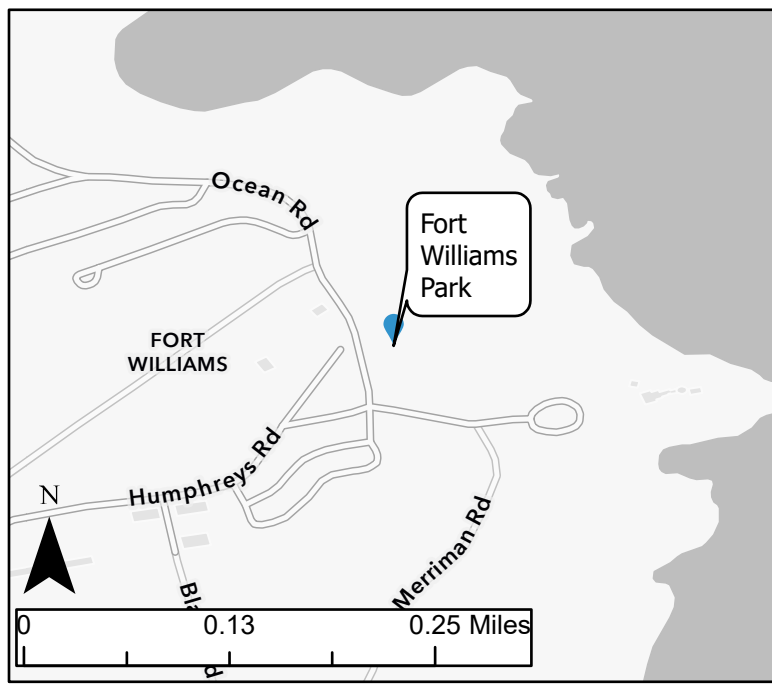 Ocean Rd
Fort
Williams
Park
FORT
WILLIAMS
Humphreys Rd
N
Merriman Rd
0 0.13 0.25 Miles